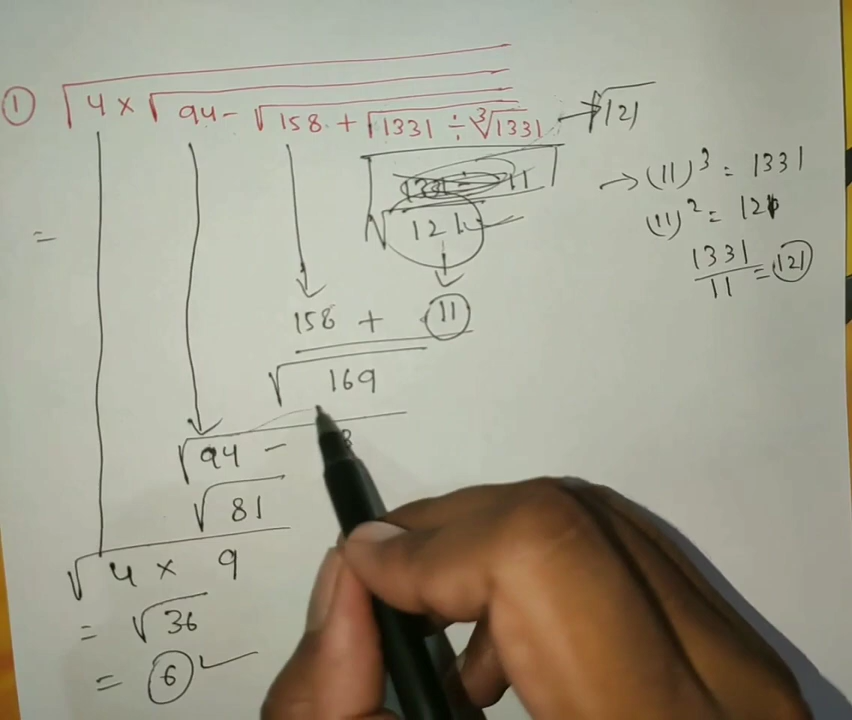 ① √4 × √94 - √158 + √1331 ÷ ∛1331 → √121
√121
→ (11)³ = 1331
(11)² = 121
1331/11 = 121
=
158 + 11
√169
√94 -
√81
√4 × 9
= √36
= 6 ✓